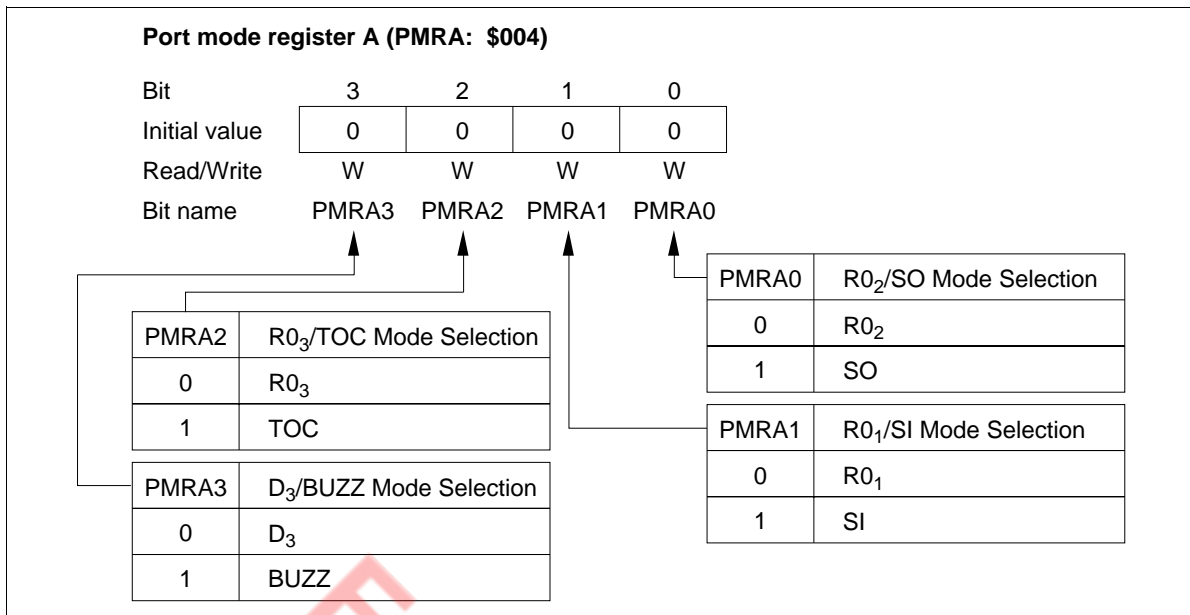 Port mode register A (PMRA: $004)
Bit 3 2 1 0
Initial value 0 0 0 0
Read/Write W W W W
Bit name PMRA3 PMRA2 PMRA1 PMRA0
PMRA0 R0₂/SO Mode Selection
0 R0₂
1 SO
PMRA2 R0₃/TOC Mode Selection
0 R0₃
1 TOC
PMRA1 R0₁/SI Mode Selection
0 R0₁
1 SI
PMRA3 D₃/BUZZ Mode Selection
0 D₃
1 BUZZ